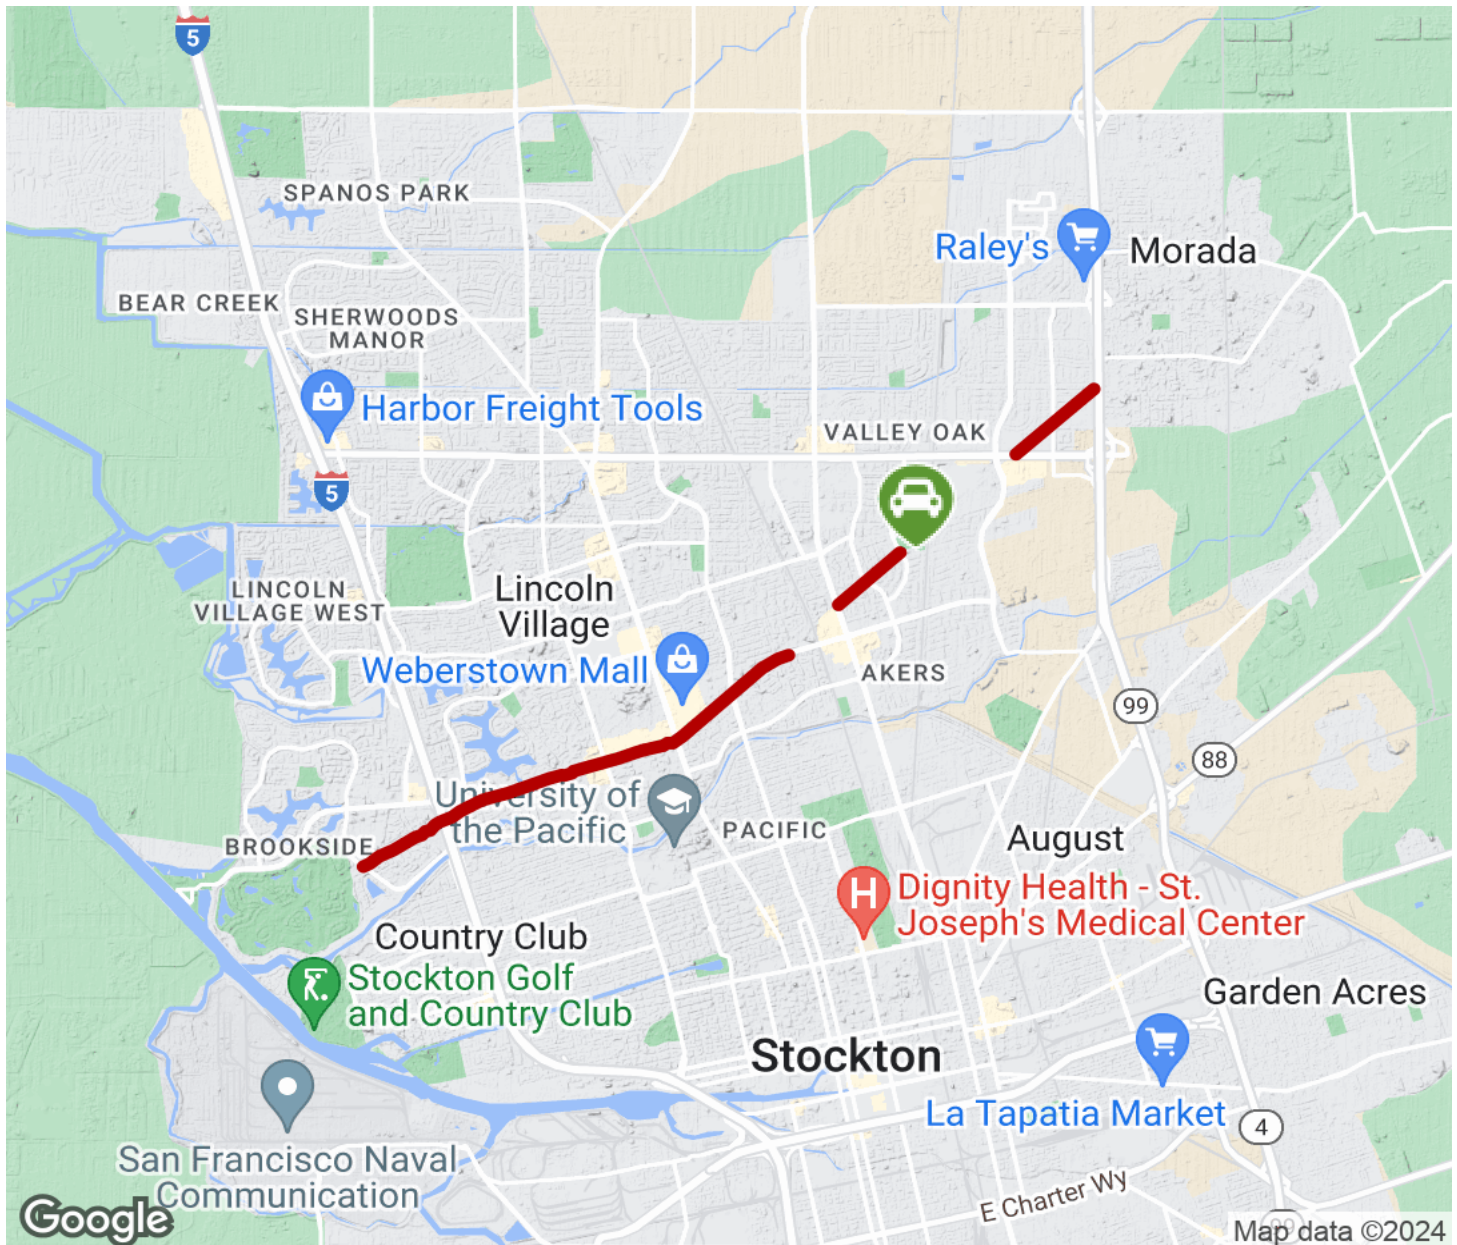 5
SPANOS PARK
Raley's
Morada
BEAR CREEK
SHERWOODS
MANOR
Harbor Freight Tools
VALLEY OAK
5
LINCOLN
VILLAGE WEST
Lincoln
Village
Weberstown Mall
AKERS
99
88
University of
the Pacific
PACIFIC
August
BROOKSIDE
H
Dignity Health - St.
Joseph's Medical Center
Country Club
Stockton Golf
and Country Club
Garden Acres
Stockton
La Tapatia Market
4
San Francisco Naval
Communication
E Charter Wy
Google
99
Map data ©2024